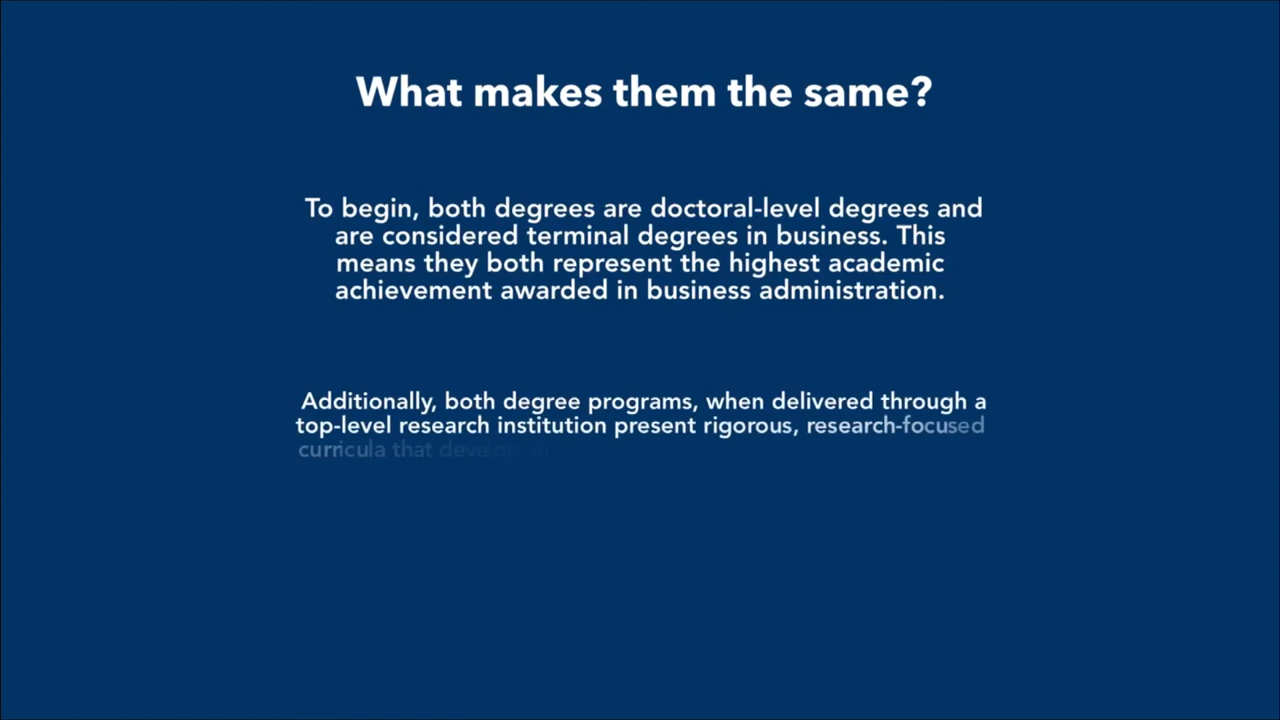 What makes them the same?
To begin, both degrees are doctoral-level degrees and
are considered terminal degrees in business. This
means they both represent the highest academic
achievement awarded in business administration.
Additionally, both degree programs, when delivered through a
top-level research institution present rigorous, research-focused
curricula that develop